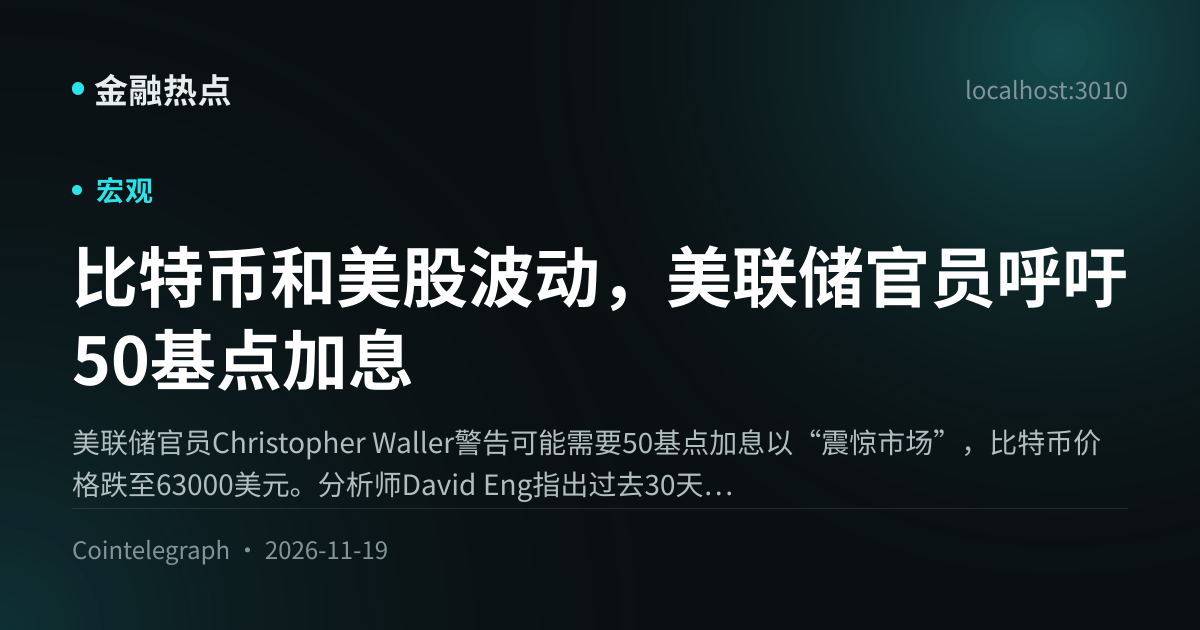 金融热点
localhost:3010
宏观
比特币和美股波动，美联储官员呼吁
50基点加息
美联储官员Christopher Waller警告可能需要50基点加息以“震惊市场”，比特币价
格跌至63000美元。分析师David Eng指出过去30天…
Cointelegraph · 2026-11-19